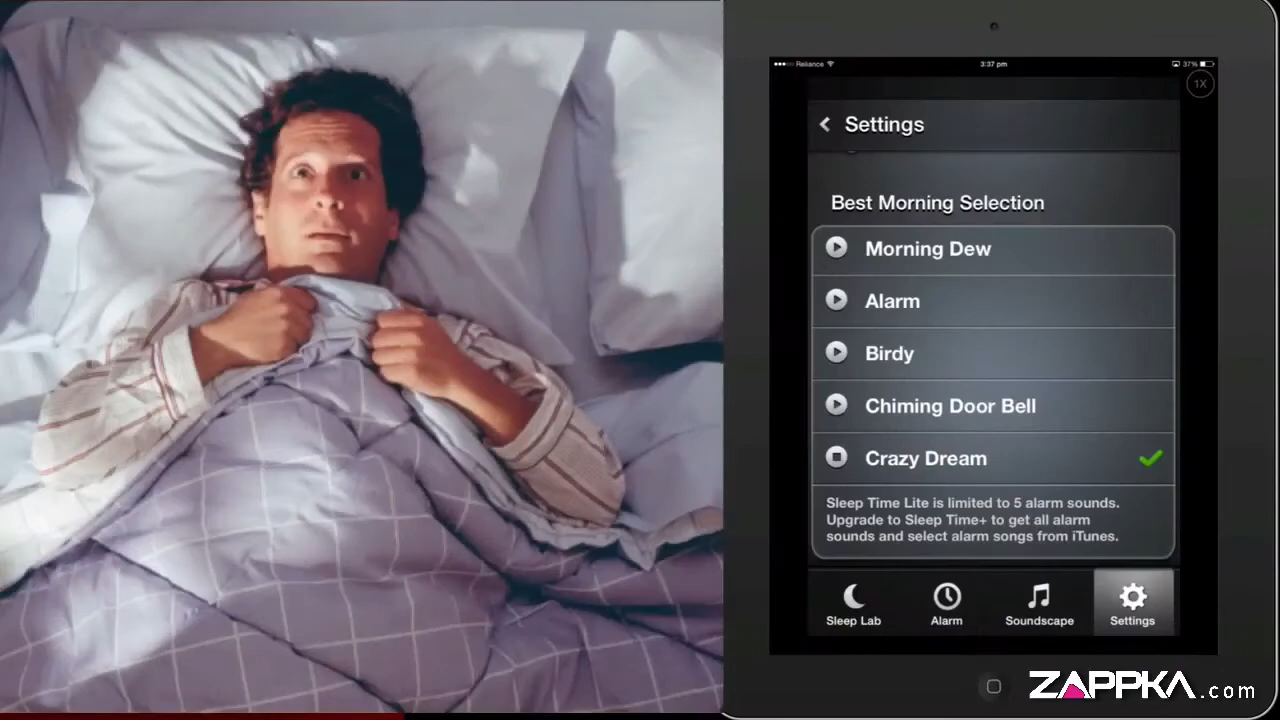 Reliance
3:37 pm
37%
1X
Settings
Best Morning Selection
Morning Dew
Alarm
Birdy
Chiming Door Bell
Crazy Dream
Sleep Time Lite is limited to 5 alarm sounds.
Upgrade to Sleep Time+ to get all alarm
sounds and select alarm songs from iTunes.
Sleep Lab
Alarm
Soundscape
Settings
ZAPPKA.com